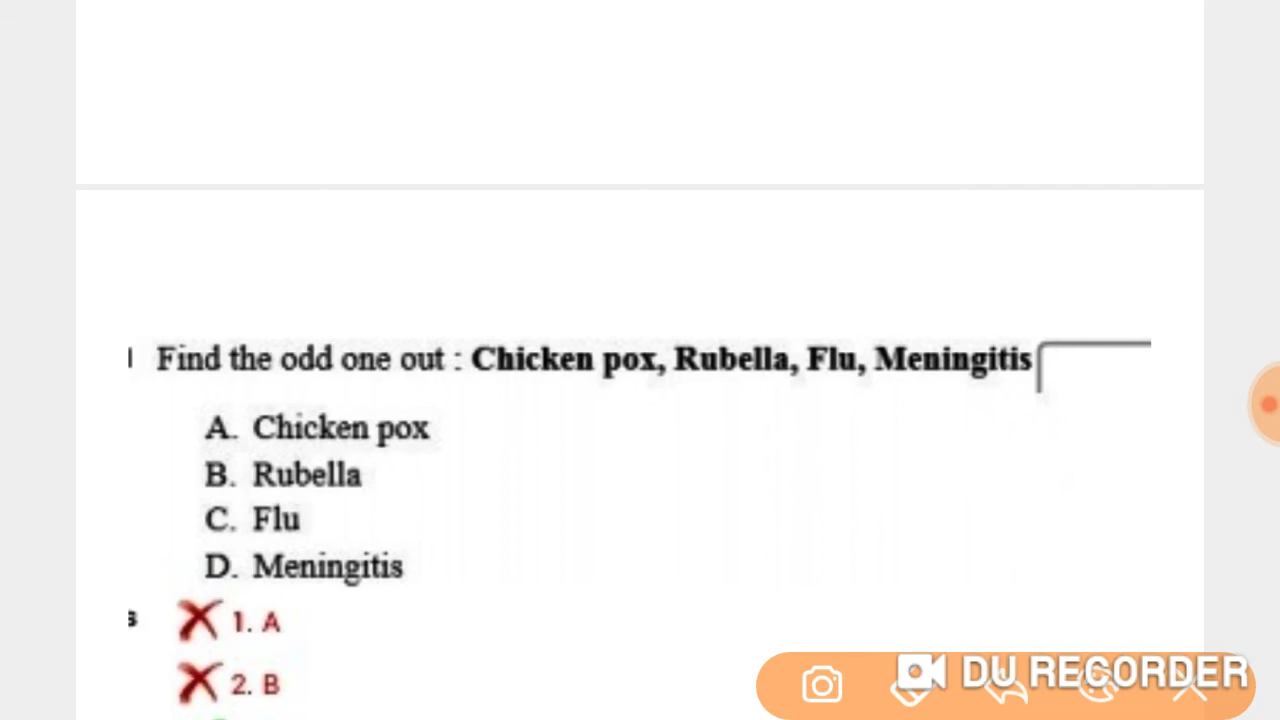 Find the odd one out : Chicken pox, Rubella, Flu, Meningitis
A. Chicken pox
B. Rubella
C. Flu
D. Meningitis
s
1. A
2. B
DU RECORDER